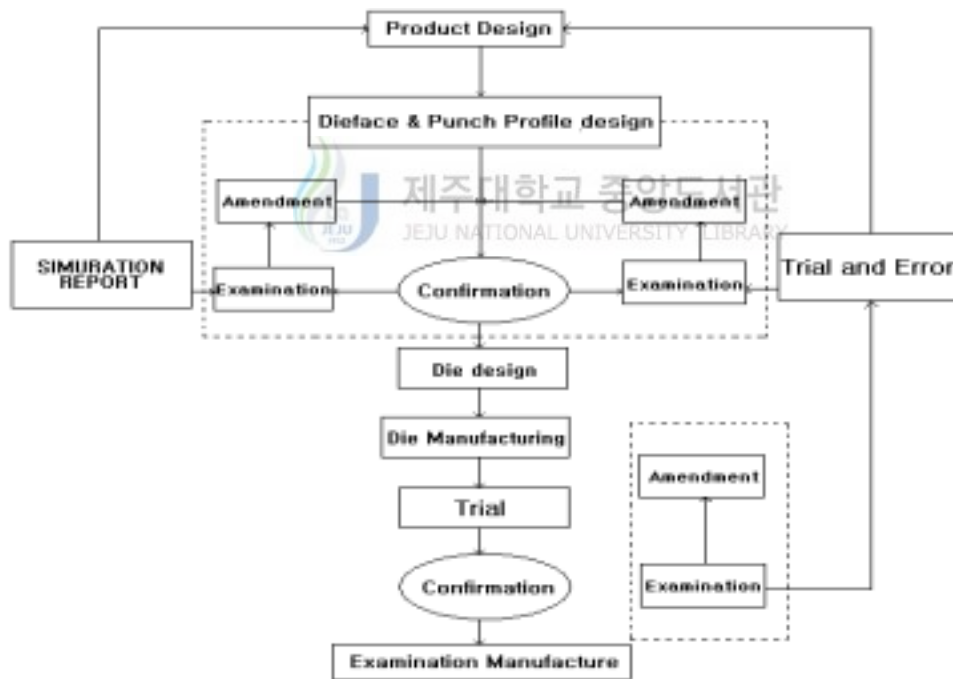 Product Design
Dieface & Punch Profile design
제주대학교 중앙도서관
JEJU NATIONAL UNIVERSITY LIBRARY
JEJU
1952
Amendment
Amendment
SIMURATION
REPORT
Examination
Confirmation
Examination
Trial and Error
Die design
Die Manufacturing
Amendment
Trial
Confirmation
Examination
Examination Manufacture